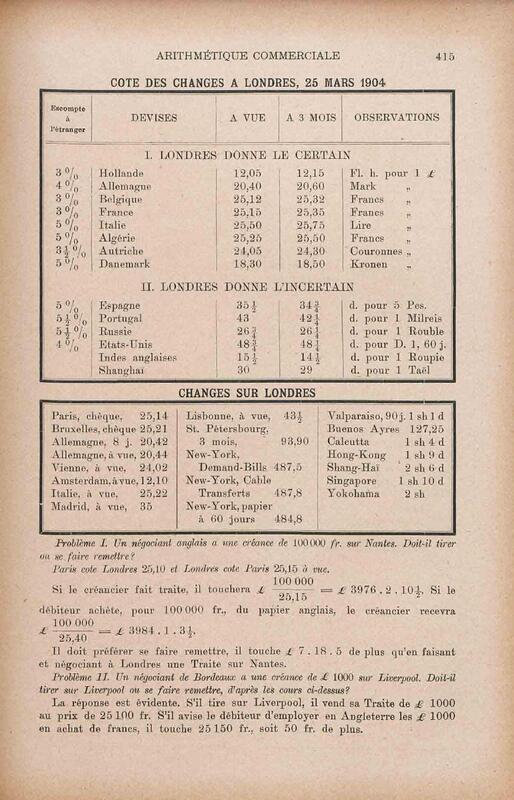 ARITHMÉTIQUE COMMERCIALE 415
COTE DES CHANGES A LONDRES, 25 MARS 1904
Escompte à l'étranger DEVISES A VUE A 3 MOIS OBSERVATIONS
I. LONDRES DONNE LE CERTAIN
3 % Hollande 12,05 12,15 Fl. h. pour 1 £
4 % Allemagne 20,40 20,60 Mark „
3 % Belgique 25,12 25,32 Francs „
3 % France 25,15 25,35 Francs „
5 % Italie 25,50 25,75 Lire „
5 % Algérie 25,25 25,50 Francs „
3½ % Autriche 24,05 24,30 Couronnes „
5 % Danemark 18,30 18,50 Kronen „
II. LONDRES DONNE L'INCERTAIN
5 % Espagne 35½ 34¾ d. pour 5 Pes.
5½ % Portugal 43 42¼ d. pour 1 Milreis
5½ % Russie 26¾ 26¼ d. pour 1 Rouble
4 % Etats-Unis 48¾ 48¼ d. pour D. 1, 60 j.
Indes anglaises 15½ 14½ d. pour 1 Roupie
Shanghaï 30 29 d. pour 1 Taël
CHANGES SUR LONDRES
Paris, chèque, 25,14
Bruxelles, chèque 25,21
Allemagne, 8 j. 20,42
Allemagne, à vue, 20,44
Vienne, à vue, 24,02
Amsterdam, à vue, 12,10
Italie, à vue, 25,22
Madrid, à vue, 35
Lisbonne, à vue, 43½
St. Pétersbourg,
3 mois, 93,90
New-York,
Demand-Bills 487,5
New-York, Cable
Transferts 487,8
New-York, papier
à 60 jours 484,8
Valparaiso, 90 j. 1 sh 1 d
Buenos Ayres 127,25
Calcutta 1 sh 4 d
Hong-Kong 1 sh 9 d
Shang-Haï 2 sh 6 d
Singapore 1 sh 10 d
Yokohama 2 sh
Problème I. Un négociant anglais a une créance de 100 000 fr. sur Nantes. Doit-il tirer
ou se faire remettre?
Paris cote Londres 25,10 et Londres cote Paris 25,15 à vue.
Si le créancier fait traite, il touchera £ 100 000 / 25,15 = £ 3976 . 2 . 10½. Si le
débiteur achète, pour 100 000 fr., du papier anglais, le créancier recevra
£ 100 000 / 25,40 = £ 3984 . 1 . 3½.
Il doit préférer se faire remettre, il touche £ 7 . 18 . 5 de plus qu'en faisant
et négociant à Londres une Traite sur Nantes.
Problème II. Un négociant de Bordeaux a une créance de £ 1000 sur Liverpool. Doit-il
tirer sur Liverpool ou se faire remettre, d'après les cours ci-dessus?
La réponse est évidente. S'il tire sur Liverpool, il vend sa Traite de £ 1000
au prix de 25 100 fr. S'il avise le débiteur d'employer en Angleterre les £ 1000
en achat de francs, il touche 25 150 fr., soit 50 fr. de plus.